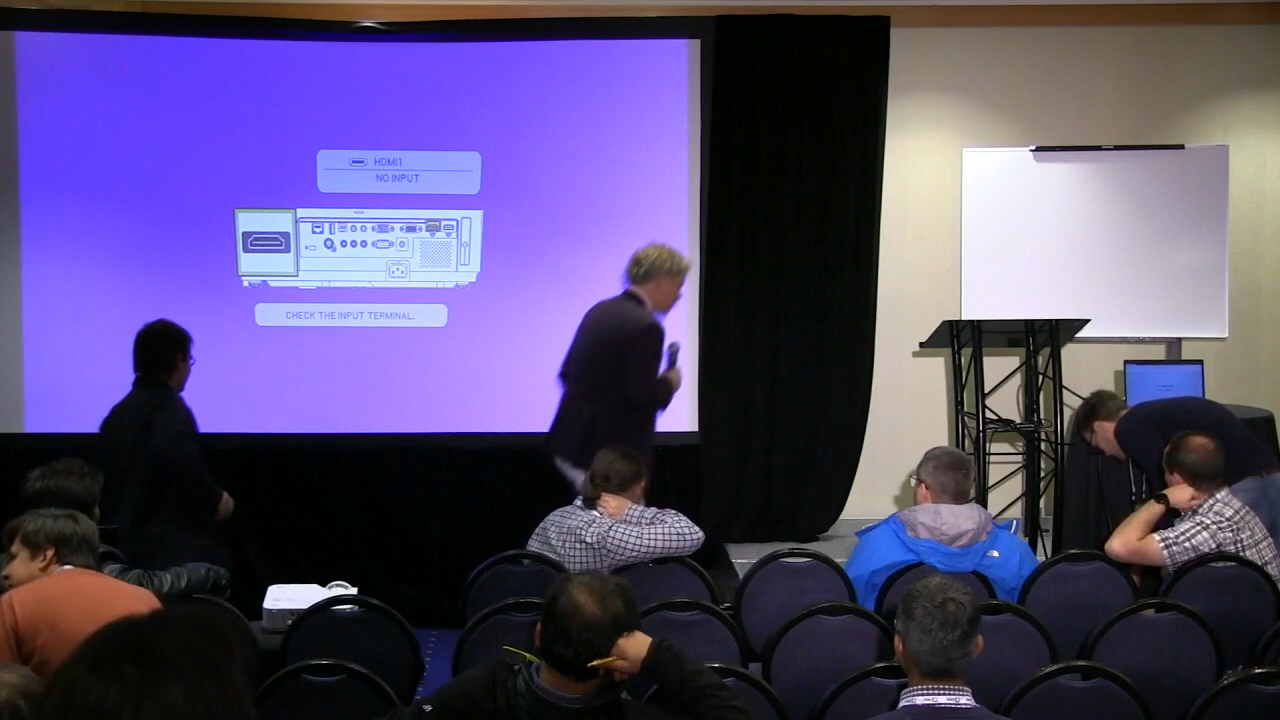 HDMI1
NO INPUT
CHECK THE INPUT TERMINAL.